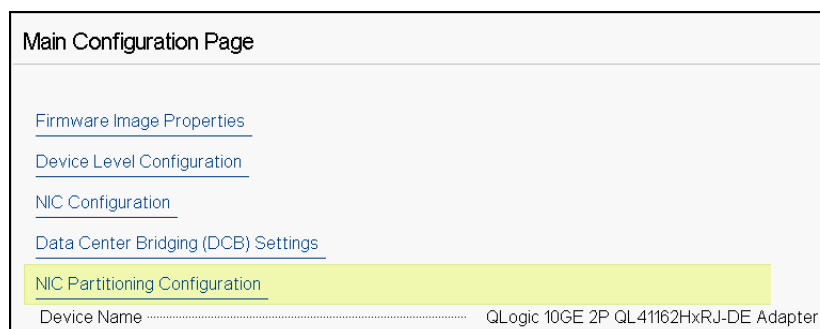 Main Configuration Page
Firmware Image Properties
Device Level Configuration
NIC Configuration
Data Center Bridging (DCB) Settings
NIC Partitioning Configuration
Device Name QLogic 10GE 2P QL41162HxRJ-DE Adapter